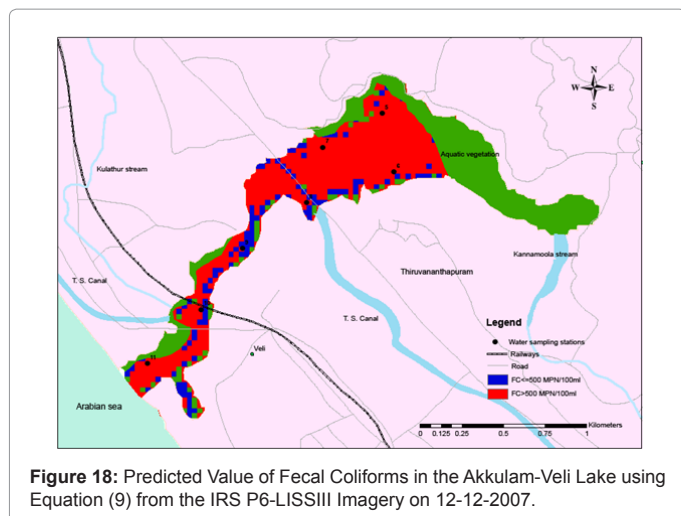 N
W E
S
Kulathur stream
Aquatic vegetation
Kannamoola stream
Thiruvananthapuram
T. S. Canal
T. S. Canal
Veli
Arabian sea
Legend
Water sampling stations
Railways
Road
FC<=500 MPN/100ml
FC>500 MPN/100ml
Kilometers
0 0.125 0.25 0.5 0.75 1
Figure 18: Predicted Value of Fecal Coliforms in the Akkulam-Veli Lake using
Equation (9) from the IRS P6-LISSIII Imagery on 12-12-2007.